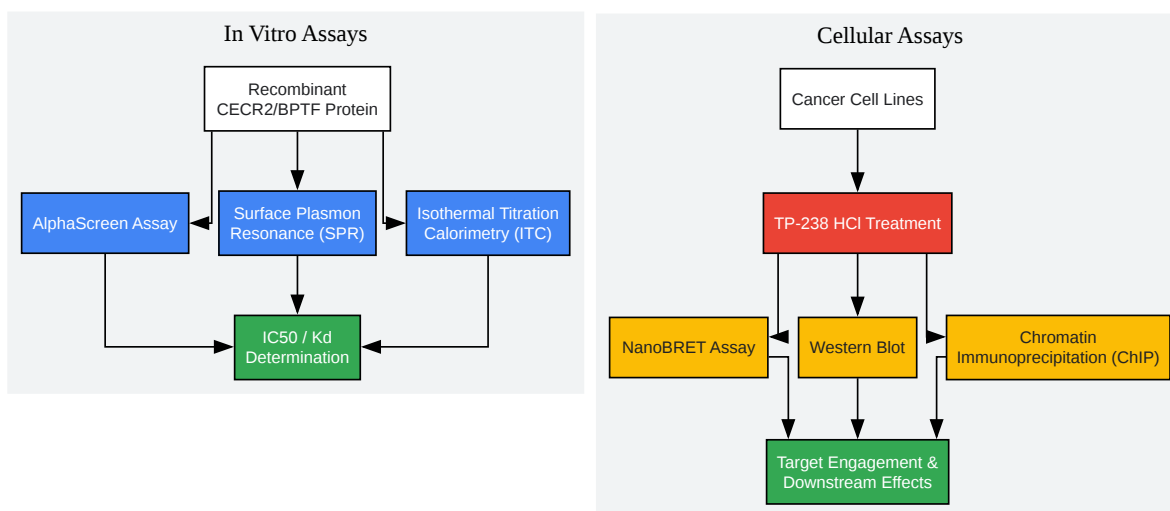 In Vitro Assays
Recombinant
CECR2/BPTF Protein
AlphaScreen Assay
Surface Plasmon
Resonance (SPR)
Isothermal Titration
Calorimetry (ITC)
IC50 / Kd
Determination
Cellular Assays
Cancer Cell Lines
TP-238 HCl Treatment
NanoBRET Assay
Western Blot
Chromatin
Immunoprecipitation (ChIP)
Target Engagement &
Downstream Effects